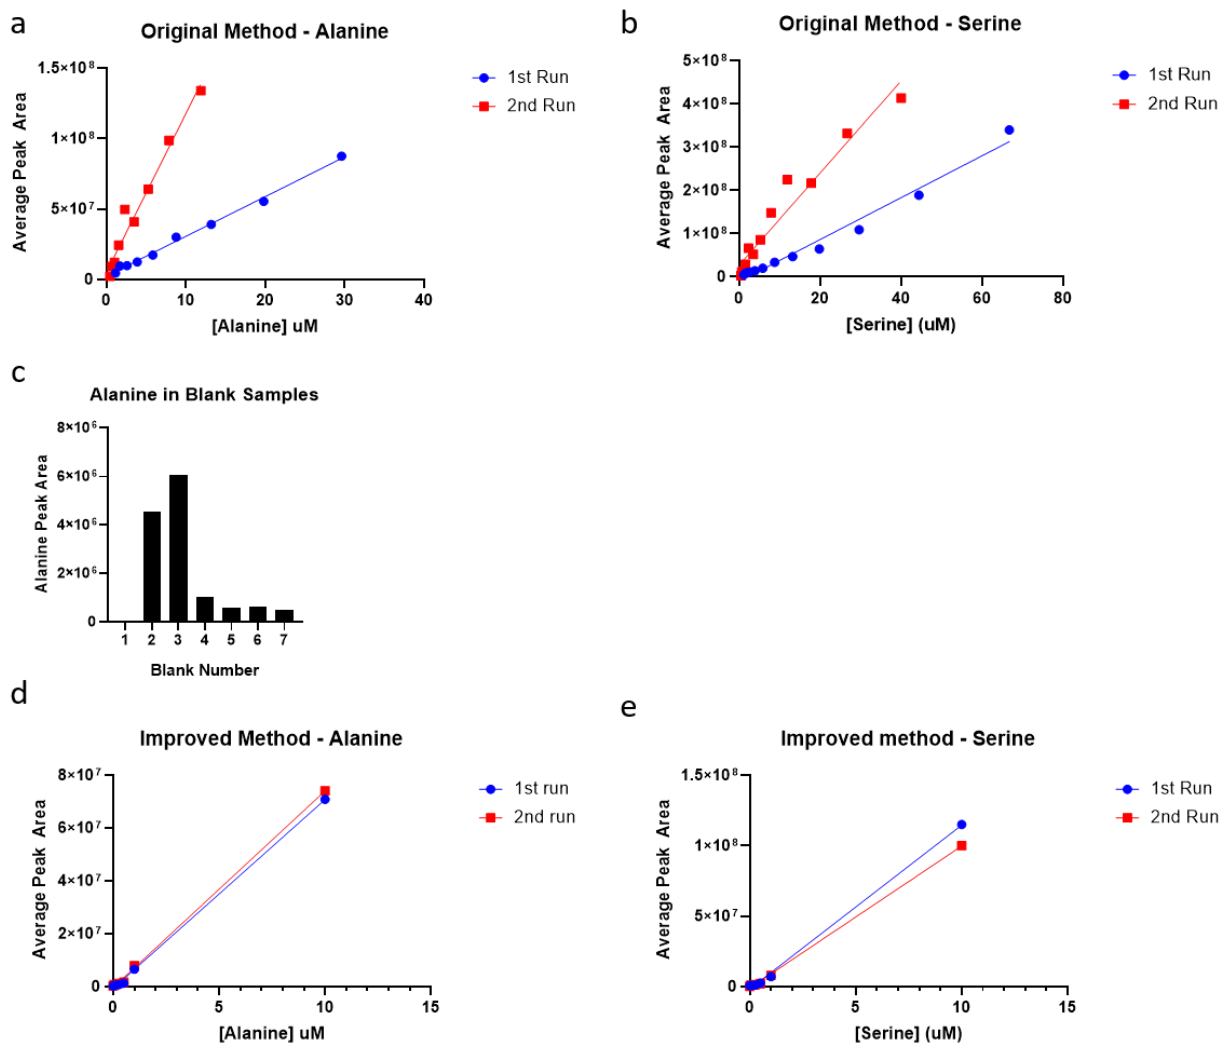 a
Original Method - Alanine
1.5×10⁸
1×10⁸
5×10⁷
0
Average Peak Area
0 10 20 30 40
[Alanine] uM
1st Run
2nd Run
b
Original Method - Serine
5×10⁸
4×10⁸
3×10⁸
2×10⁸
1×10⁸
0
Average Peak Area
0 20 40 60 80
[Serine] (uM)
1st Run
2nd Run
c
Alanine in Blank Samples
8×10⁶
6×10⁶
4×10⁶
2×10⁶
0
Alanine Peak Area
1 2 3 4 5 6 7
Blank Number
d
Improved Method - Alanine
8×10⁷
6×10⁷
4×10⁷
2×10⁷
0
Average Peak Area
0 5 10 15
[Alanine] uM
1st run
2nd run
e
Improved method - Serine
1.5×10⁸
1×10⁸
5×10⁷
0
Average Peak Area
0 5 10 15
[Serine] (uM)
1st Run
2nd Run